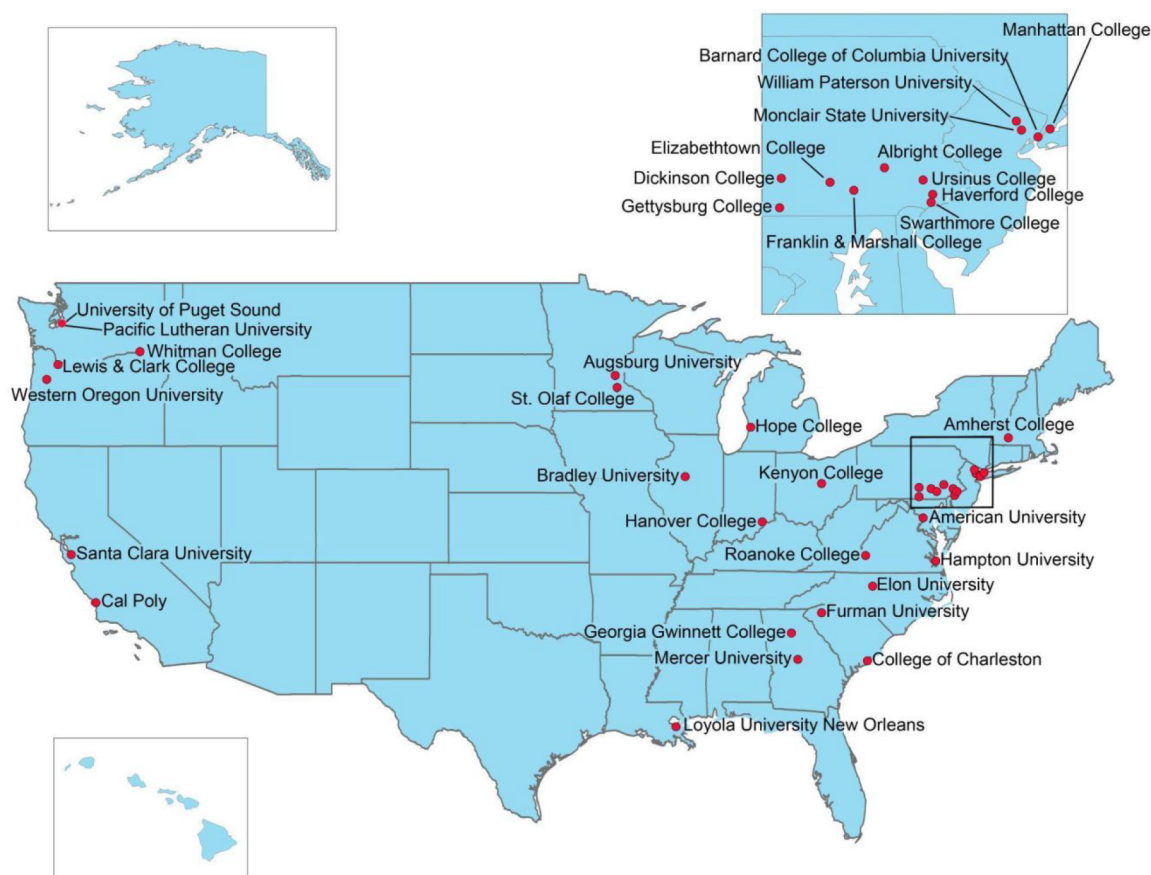 Manhattan College
Barnard College of Columbia University
William Paterson University
Monclair State University
Elizabethtown College
Albright College
Dickinson College
Ursinus College
Haverford College
Gettysburg College
Swarthmore College
Franklin & Marshall College
University of Puget Sound
Pacific Lutheran University
Whitman College
Lewis & Clark College
Western Oregon University
Augsburg University
St. Olaf College
Hope College
Amherst College
Bradley University
Kenyon College
Hanover College
American University
Santa Clara University
Roanoke College
Hampton University
Elon University
Cal Poly
Furman University
Georgia Gwinnett College
Mercer University
College of Charleston
Loyola University New Orleans